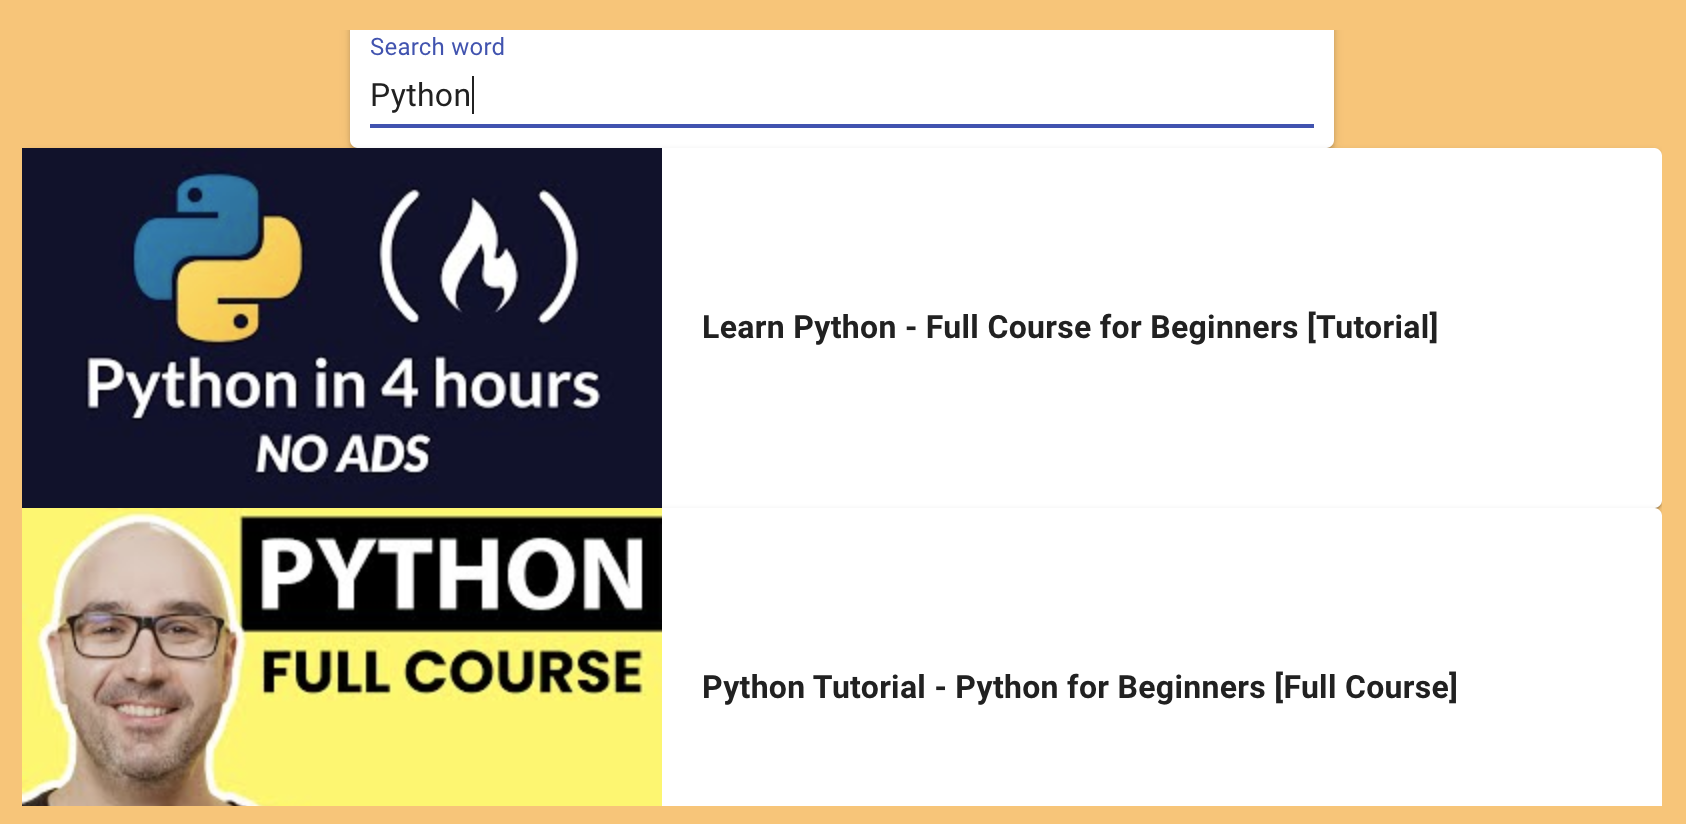 Search word
Python
Python in 4 hours
NO ADS
Learn Python - Full Course for Beginners [Tutorial]
PYTHON
FULL COURSE
Python Tutorial - Python for Beginners [Full Course]